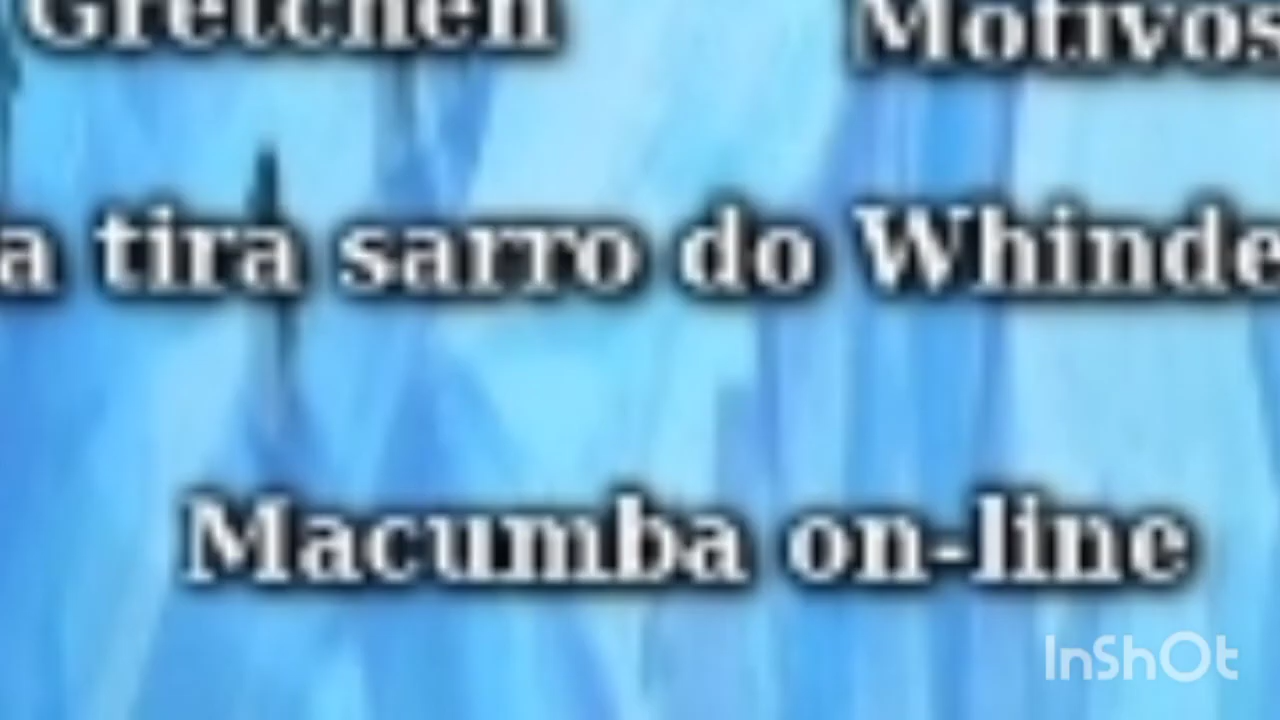 Gretchen Motivos
a tira sarro do Whinde
Macumba on-line
InShOt